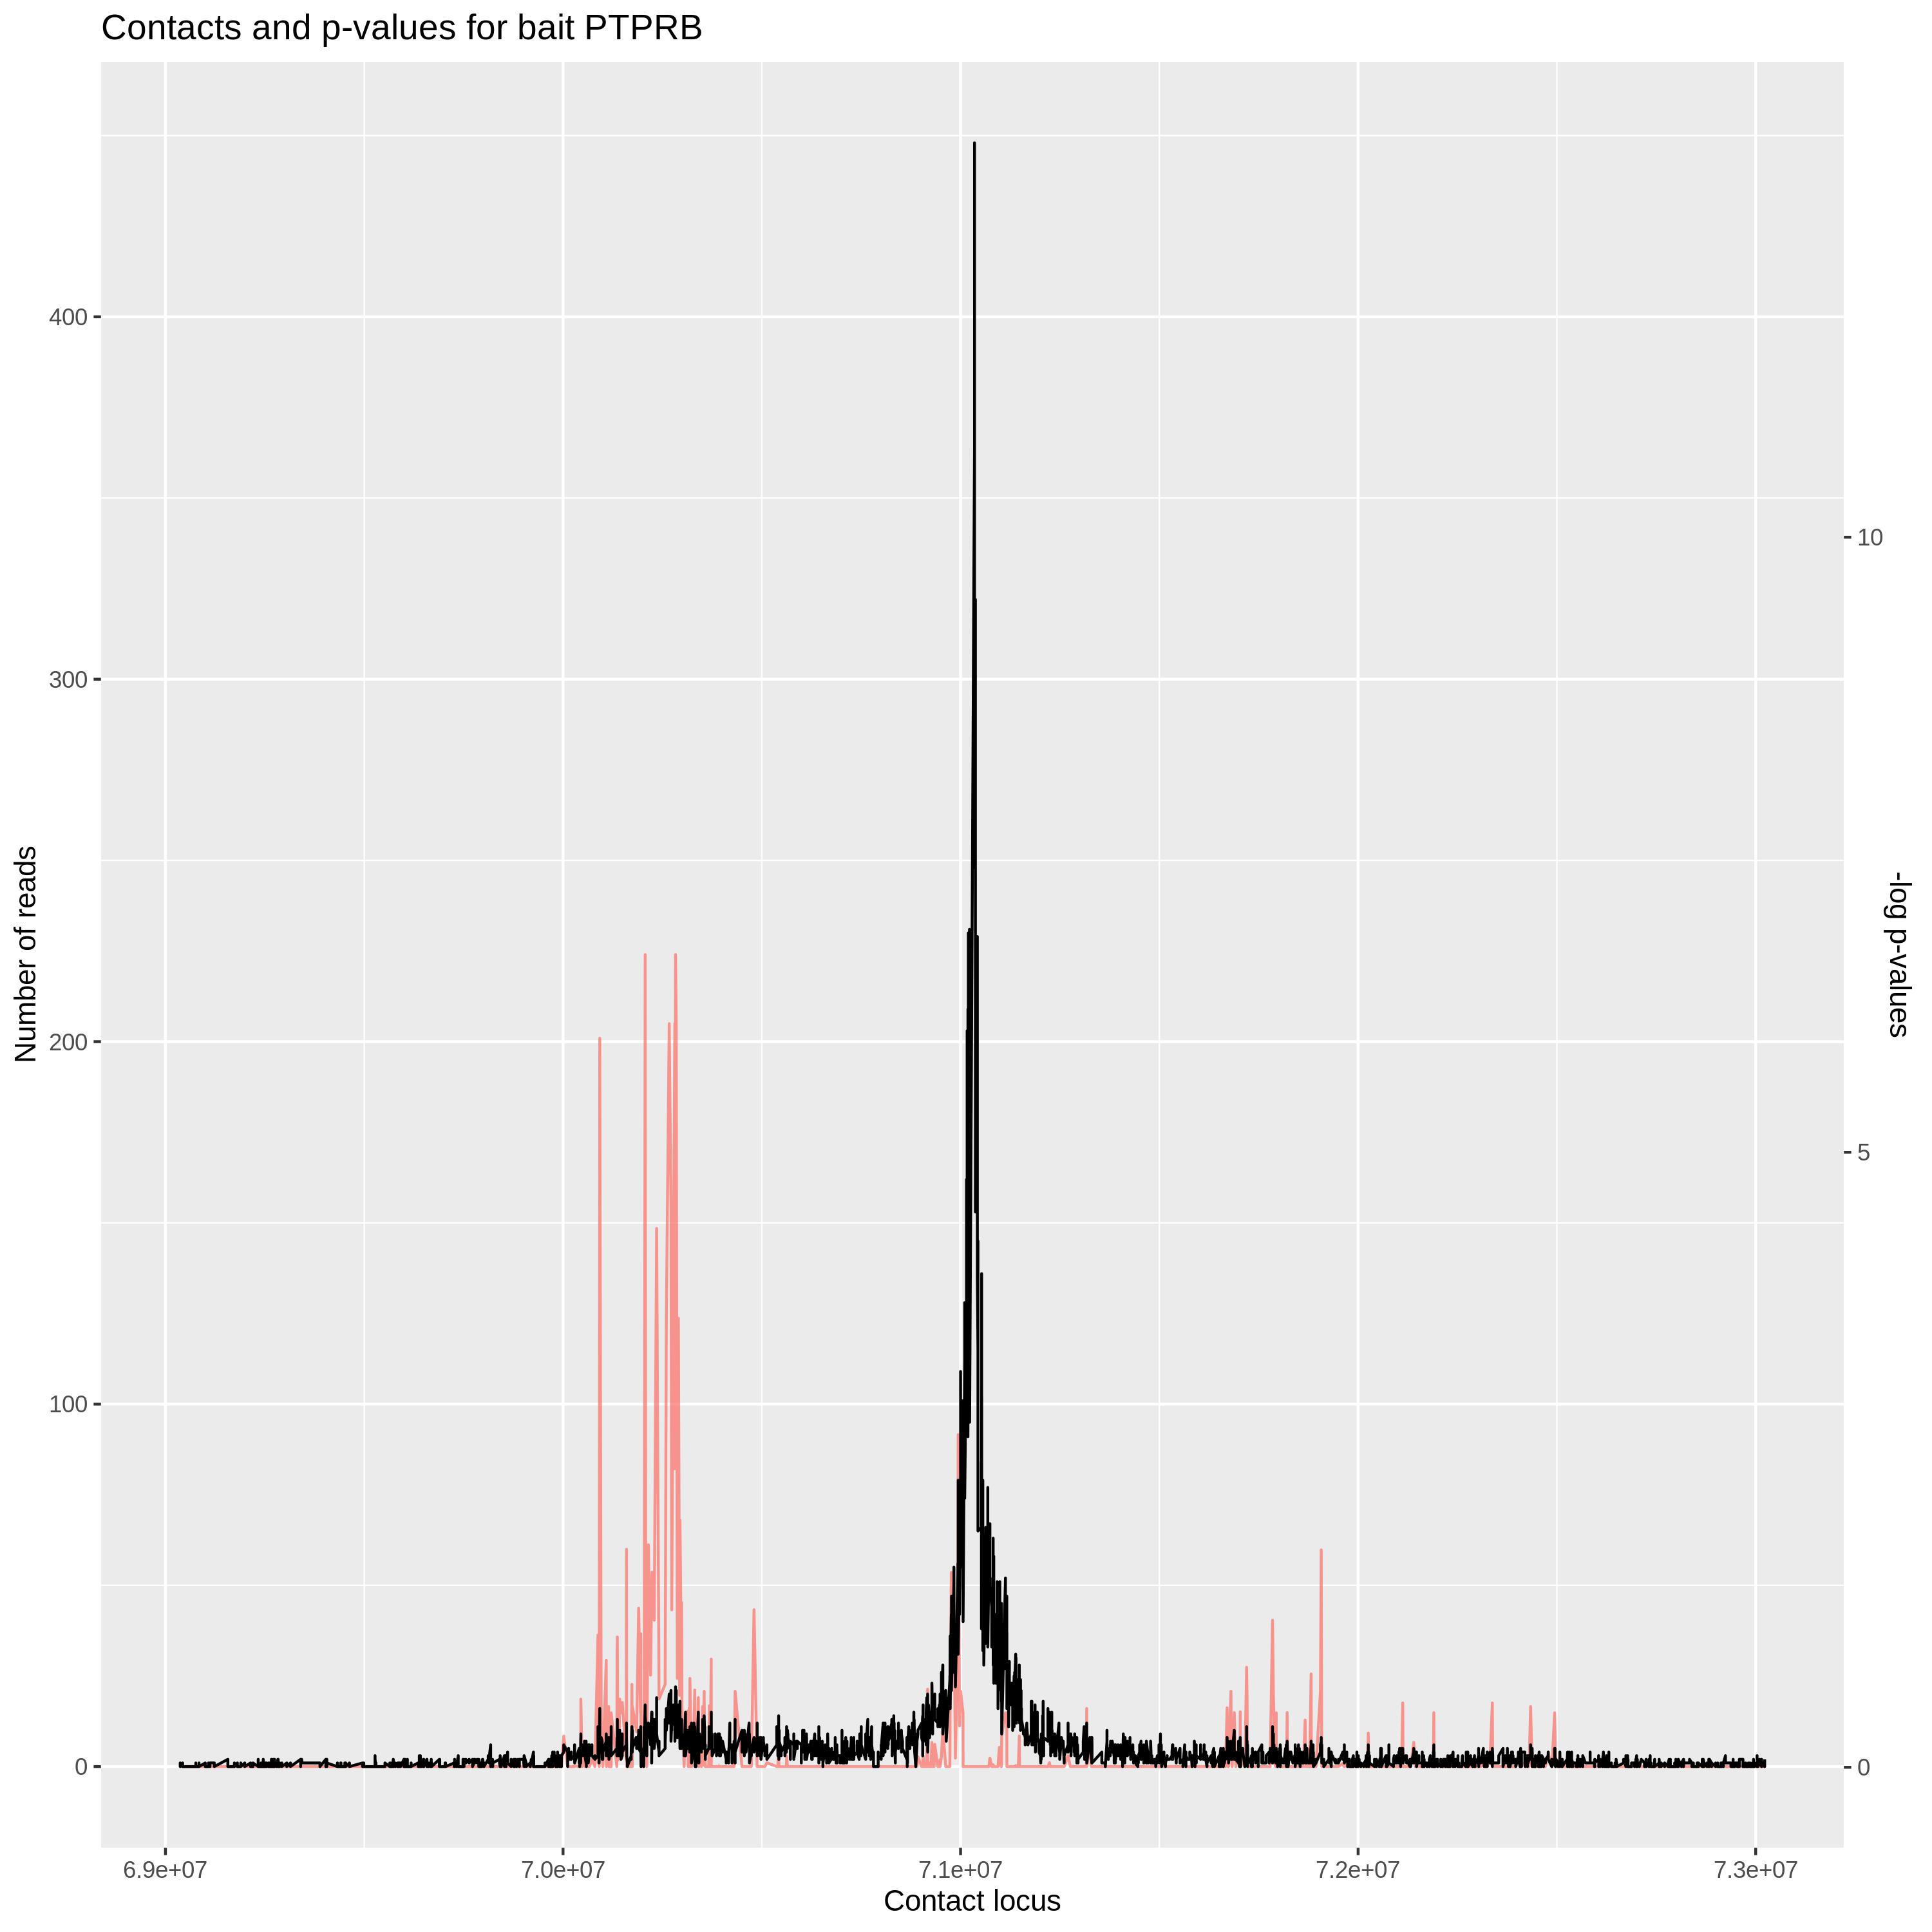 Contacts and p-values for bait PTPRB
400
300
200
100
0
Number of reads
10
5
0
-log p-values
6.9e+07
7.0e+07
7.1e+07
7.2e+07
7.3e+07
Contact locus